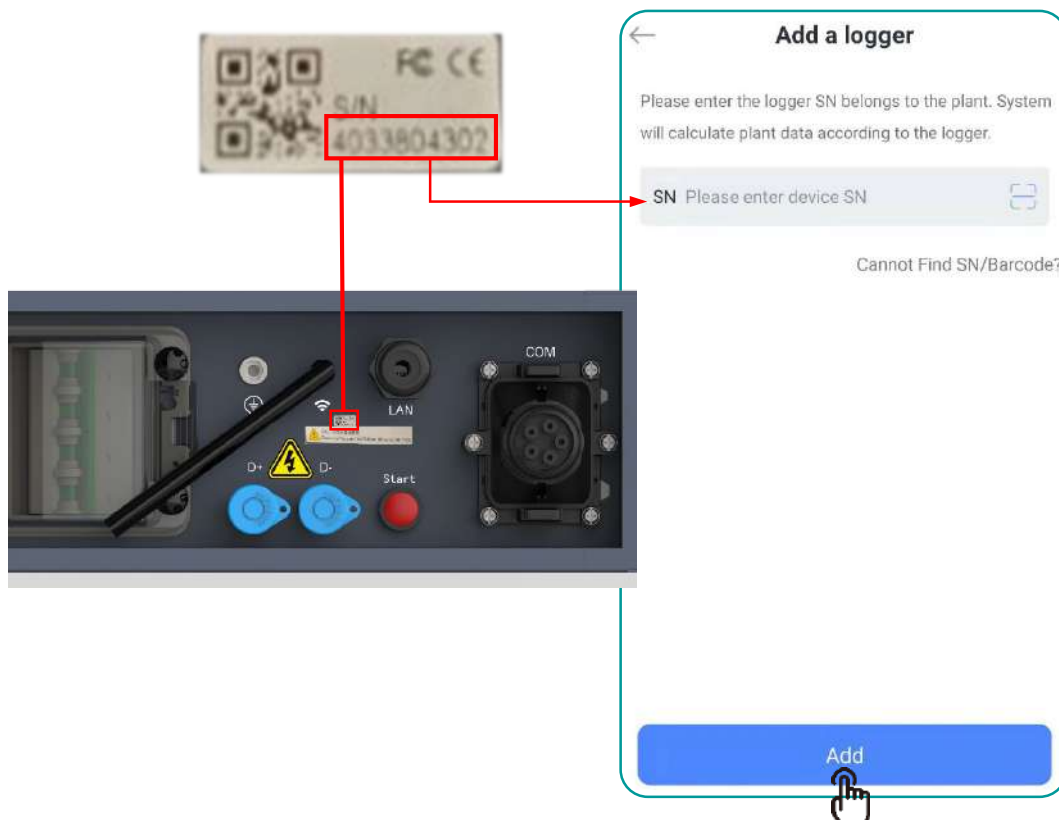 Add a logger
Please enter the logger SN belongs to the plant. System
will calculate plant data according to the logger.
SN Please enter device SN
Cannot Find SN/Barcode?
FC CE
S/N
4033804302
COM
LAN
D+
D-
Start
Add